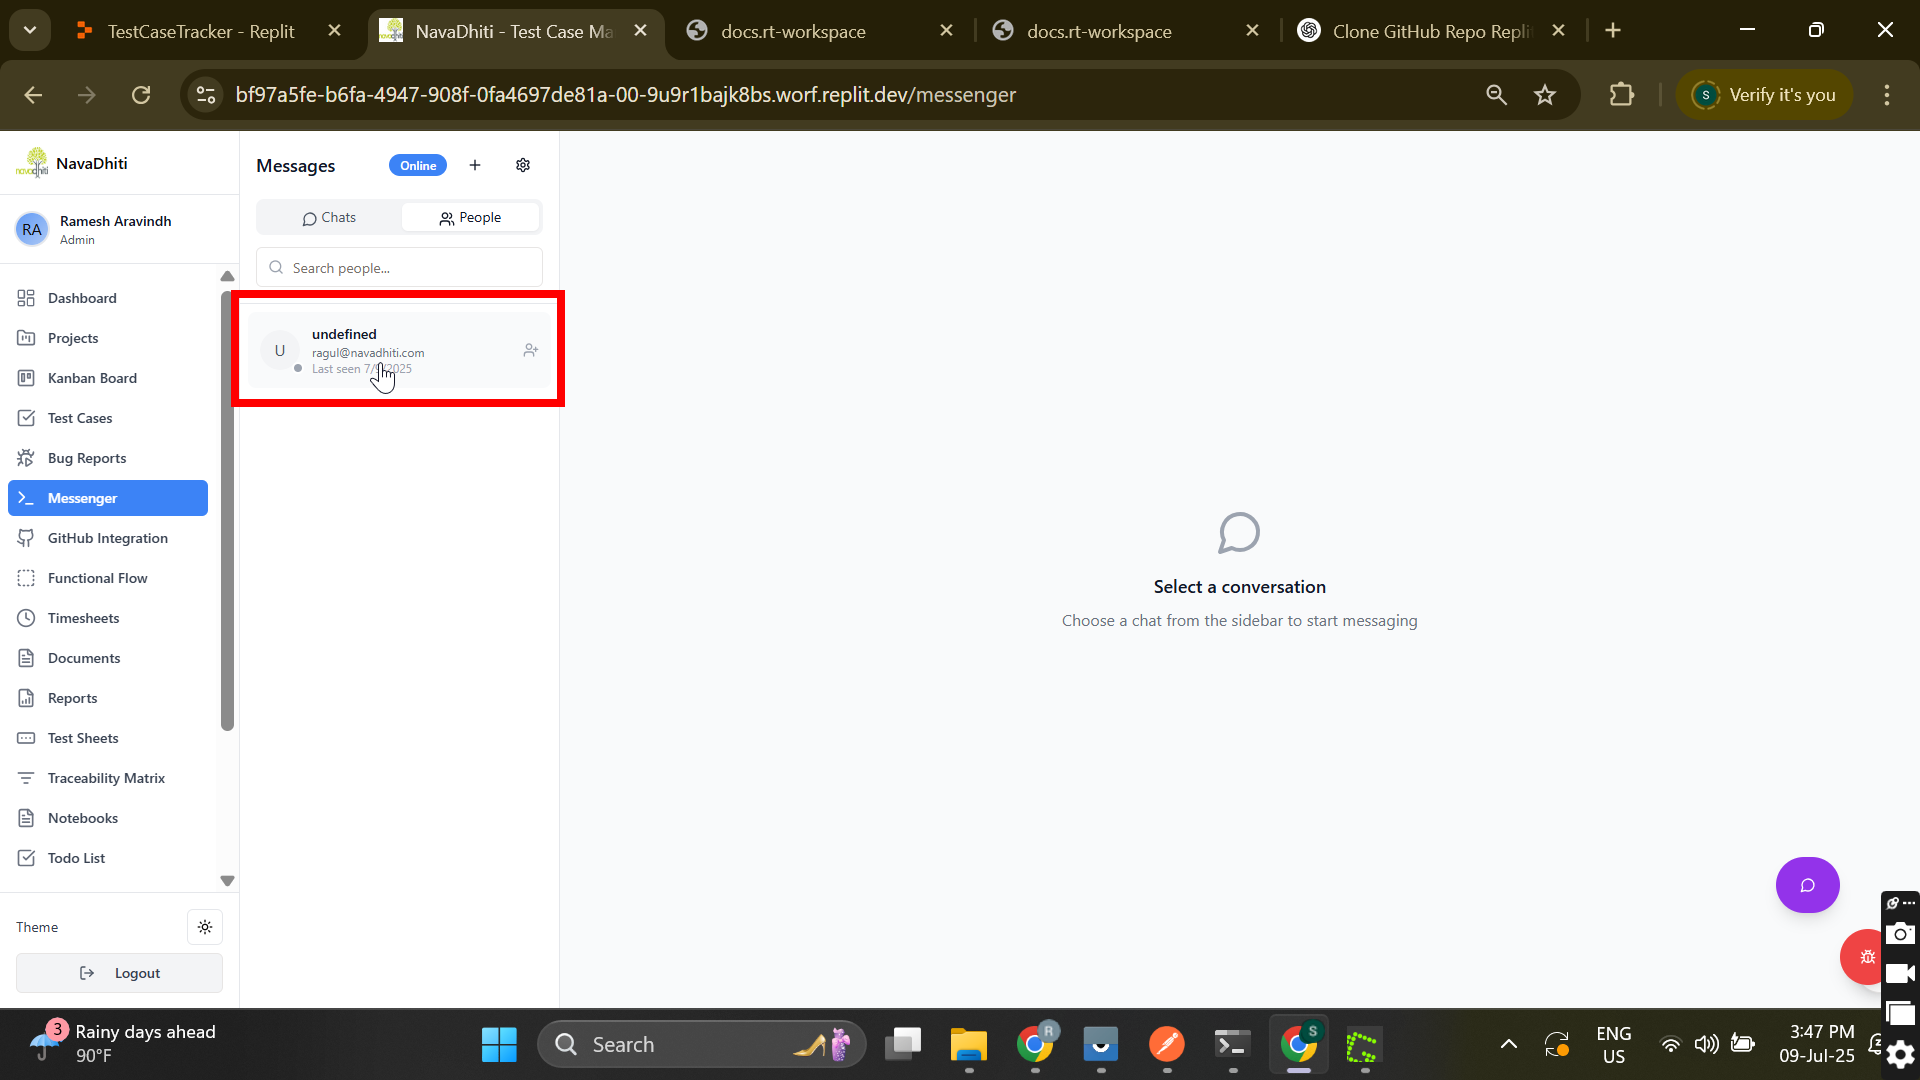 TestCaseTracker - Replit
NavaDhiti - Test Case Ma
docs.rt-workspace
docs.rt-workspace
Clone GitHub Repo Repli
bf97a5fe-b6fa-4947-908f-0fa4697de81a-00-9u9r1bajk8bs.worf.replit.dev/messenger
S
Verify it's you
navadhiti
NavaDhiti
RA
Ramesh Aravindh
Admin
Dashboard
Projects
Kanban Board
Test Cases
Bug Reports
Messenger
GitHub Integration
Functional Flow
Timesheets
Documents
Reports
Test Sheets
Traceability Matrix
Notebooks
Todo List
Theme
Logout
Messages
Online
Chats
People
Search people...
U
undefined
ragul@navadhiti.com
Last seen 7/9/2025
Select a conversation
Choose a chat from the sidebar to start messaging
3
Rainy days ahead
90°F
Search
R
S
ENG
US
3:47 PM
09-Jul-25